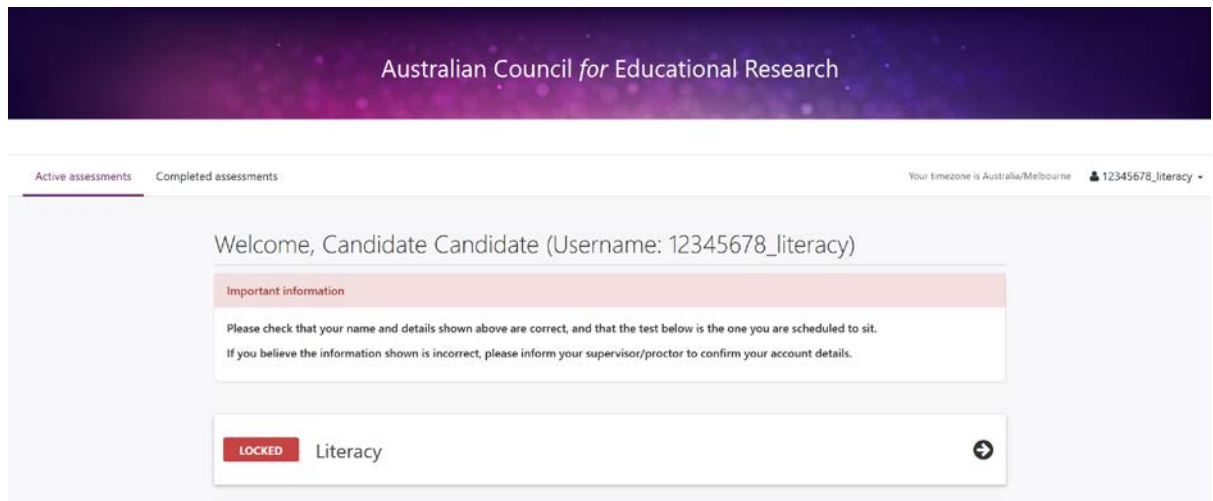 Australian Council for Educational Research
Active assessments Completed assessments Your timezone is Australia/Melbourne 12345678_literacy
Welcome, Candidate Candidate (Username: 12345678_literacy)
Important information
Please check that your name and details shown above are correct, and that the test below is the one you are scheduled to sit.
If you believe the information shown is incorrect, please inform your supervisor/proctor to confirm your account details.
LOCKED Literacy